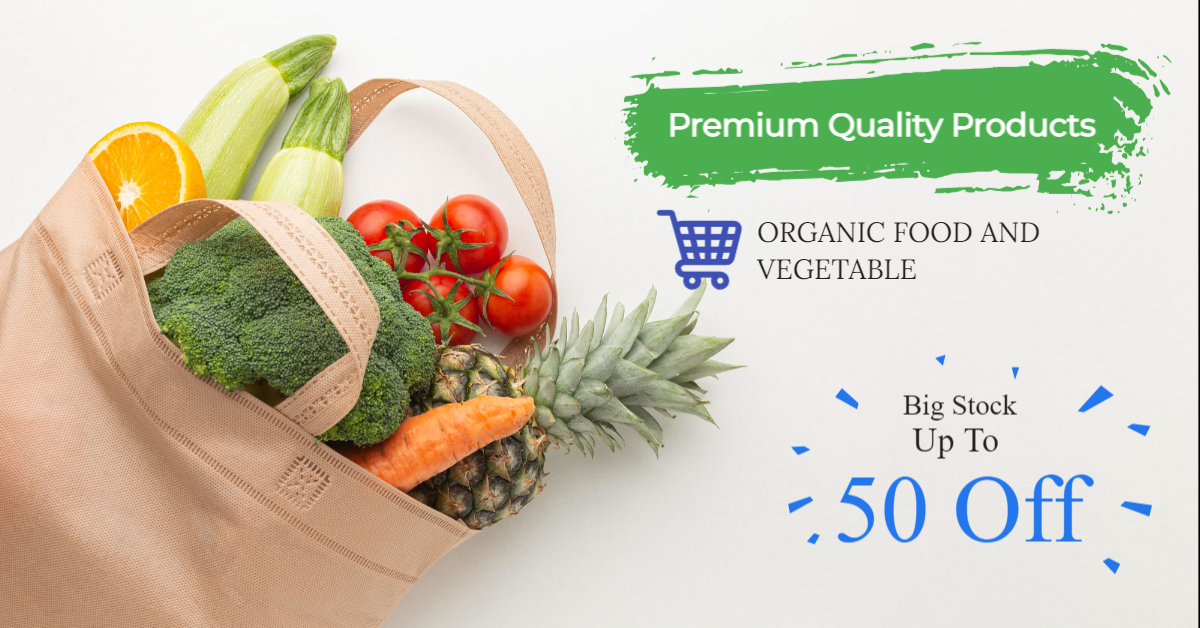 Premium Quality Products
ORGANIC FOOD AND
VEGETABLE
Big Stock
Up To
50 Off